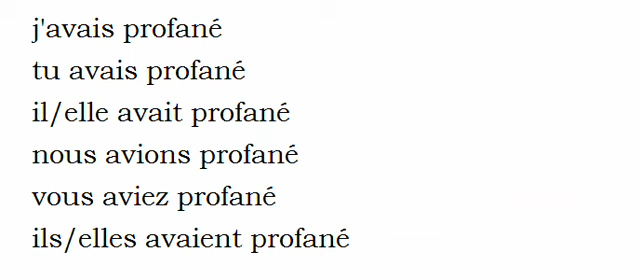 j'avais profané
tu avais profané
il/elle avait profané
nous avions profané
vous aviez profané
ils/elles avaient profané